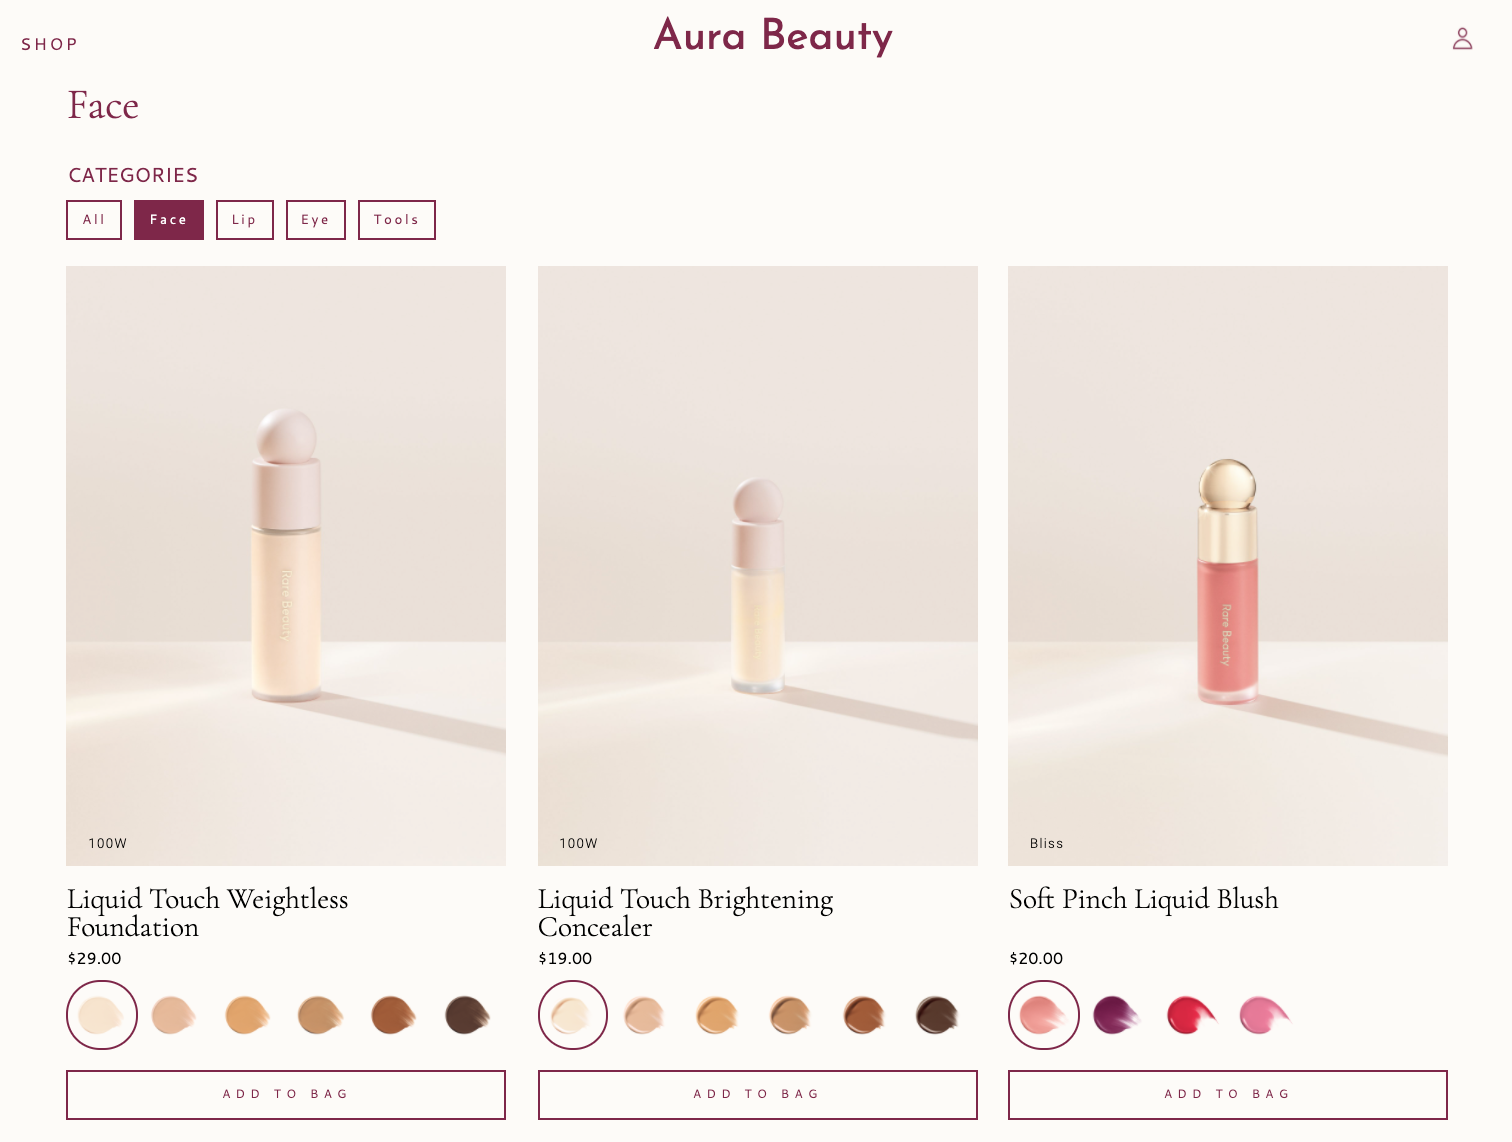 SHOP
Aura Beauty
Face
CATEGORIES
All
Face
Lip
Eye
Tools
Rare Beauty
Rare Beauty
100W
100W
Bliss
Liquid Touch Weightless
Foundation
$29.00
Liquid Touch Brightening
Concealer
$19.00
Soft Pinch Liquid Blush
$20.00
ADD TO BAG
ADD TO BAG
ADD TO BAG